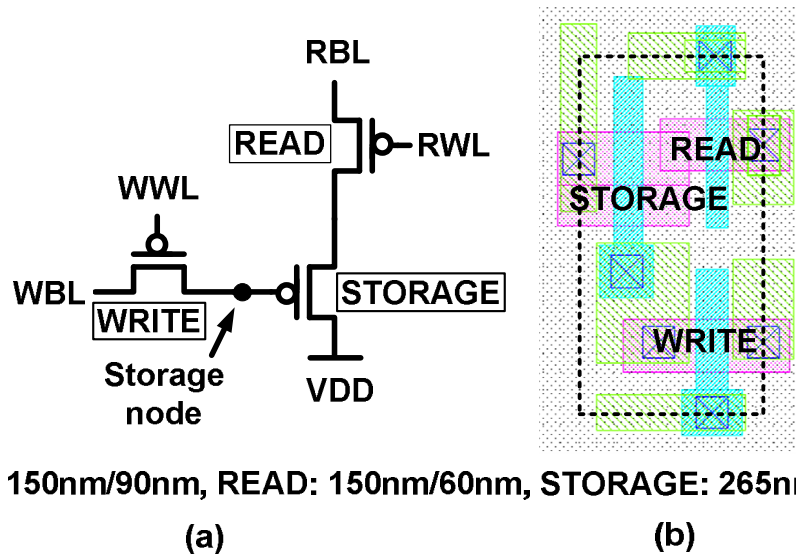 RBL
READ
RWL
WWL
WBL
WRITE
STORAGE
Storage
node
VDD
READ
STORAGE
WRITE
150nm/90nm, READ: 150nm/60nm, STORAGE: 265n
(a)
(b)